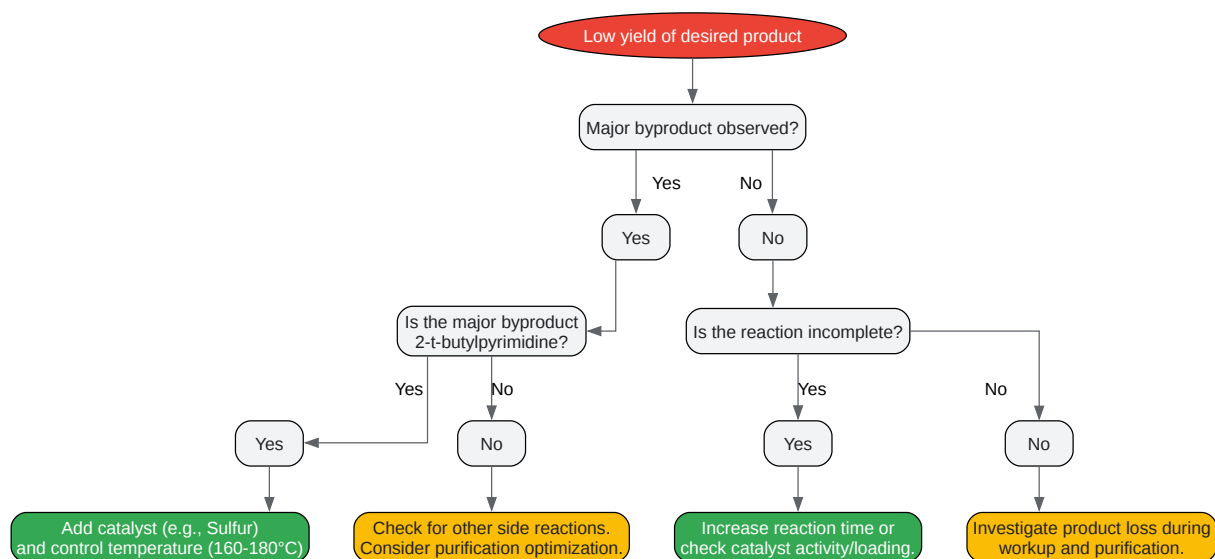 Low yield of desired product
Major byproduct observed?
Yes
No
Yes
No
Is the major byproduct
2-t-butylpyrimidine?
Is the reaction incomplete?
Yes
No
Yes
No
Yes
No
Yes
No
Add catalyst (e.g., Sulfur)
and control temperature (160-180°C)
Check for other side reactions.
Consider purification optimization.
Increase reaction time or
check catalyst activity/loading.
Investigate product loss during
workup and purification.